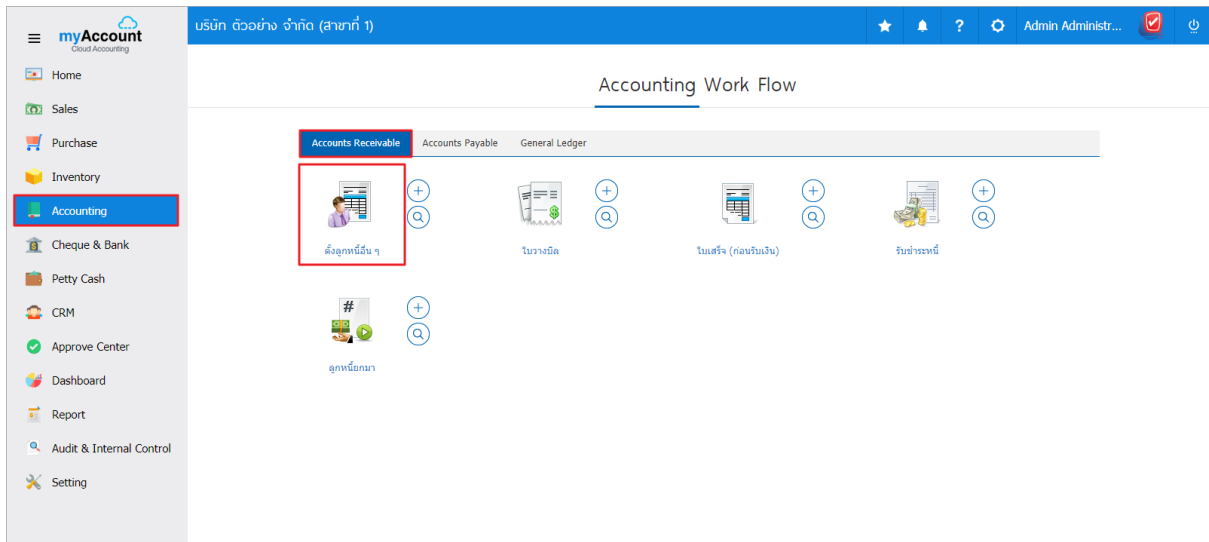 myAccount
Cloud Accounting
บริษัท ตัวอย่าง จำกัด (สาขาที่ 1)
?
Admin Administr...
Home
Sales
Purchase
Inventory
Accounting
Cheque & Bank
Petty Cash
CRM
Approve Center
Dashboard
Report
Audit & Internal Control
Setting
Accounting Work Flow
Accounts Receivable Accounts Payable General Ledger
ตั้งลูกหนี้อื่น ๆ ใบวางบิล ใบเสร็จ (ก่อนรับเงิน) รับชำระหนี้
#
ลูกหนี้ยกมา